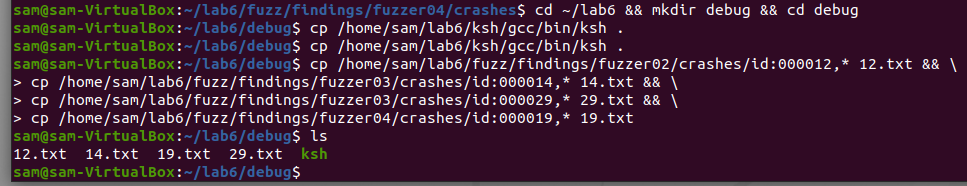 sam@sam-VirtualBox:~/lab6/fuzz/findings/fuzzer04/crashes$ cd ~/lab6 && mkdir debug && cd debug
sam@sam-VirtualBox:~/lab6/debug$ cp /home/sam/lab6/ksh/gcc/bin/ksh .
sam@sam-VirtualBox:~/lab6/debug$ cp /home/sam/lab6/ksh/gcc/bin/ksh .
sam@sam-VirtualBox:~/lab6/debug$ cp /home/sam/lab6/fuzz/findings/fuzzer02/crashes/id:000012,* 12.txt && \
> cp /home/sam/lab6/fuzz/findings/fuzzer03/crashes/id:000014,* 14.txt && \
> cp /home/sam/lab6/fuzz/findings/fuzzer03/crashes/id:000029,* 29.txt && \
> cp /home/sam/lab6/fuzz/findings/fuzzer04/crashes/id:000019,* 19.txt
sam@sam-VirtualBox:~/lab6/debug$ ls
12.txt  14.txt  19.txt  29.txt  ksh
sam@sam-VirtualBox:~/lab6/debug$